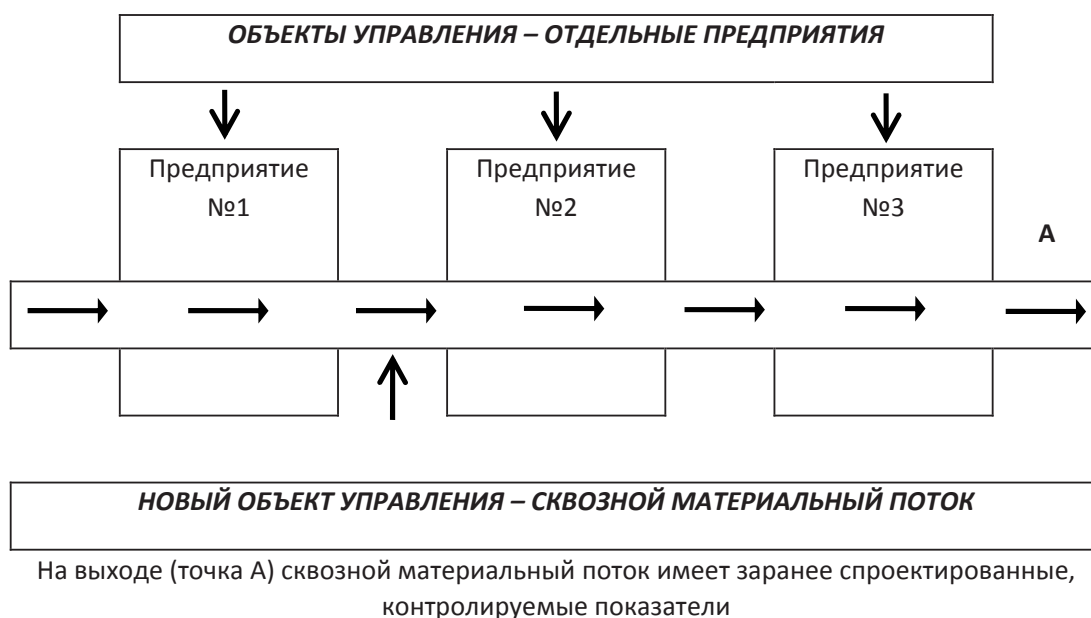 ОБЪЕКТЫ УПРАВЛЕНИЯ – ОТДЕЛЬНЫЕ ПРЕДПРИЯТИЯ
Предприятие
№1
Предприятие
№2
Предприятие
№3
А
НОВЫЙ ОБЪЕКТ УПРАВЛЕНИЯ – СКВОЗНОЙ МАТЕРИАЛЬНЫЙ ПОТОК
На выходе (точка А) сквозной материальный поток имеет заранее спроектированные,
контролируемые показатели